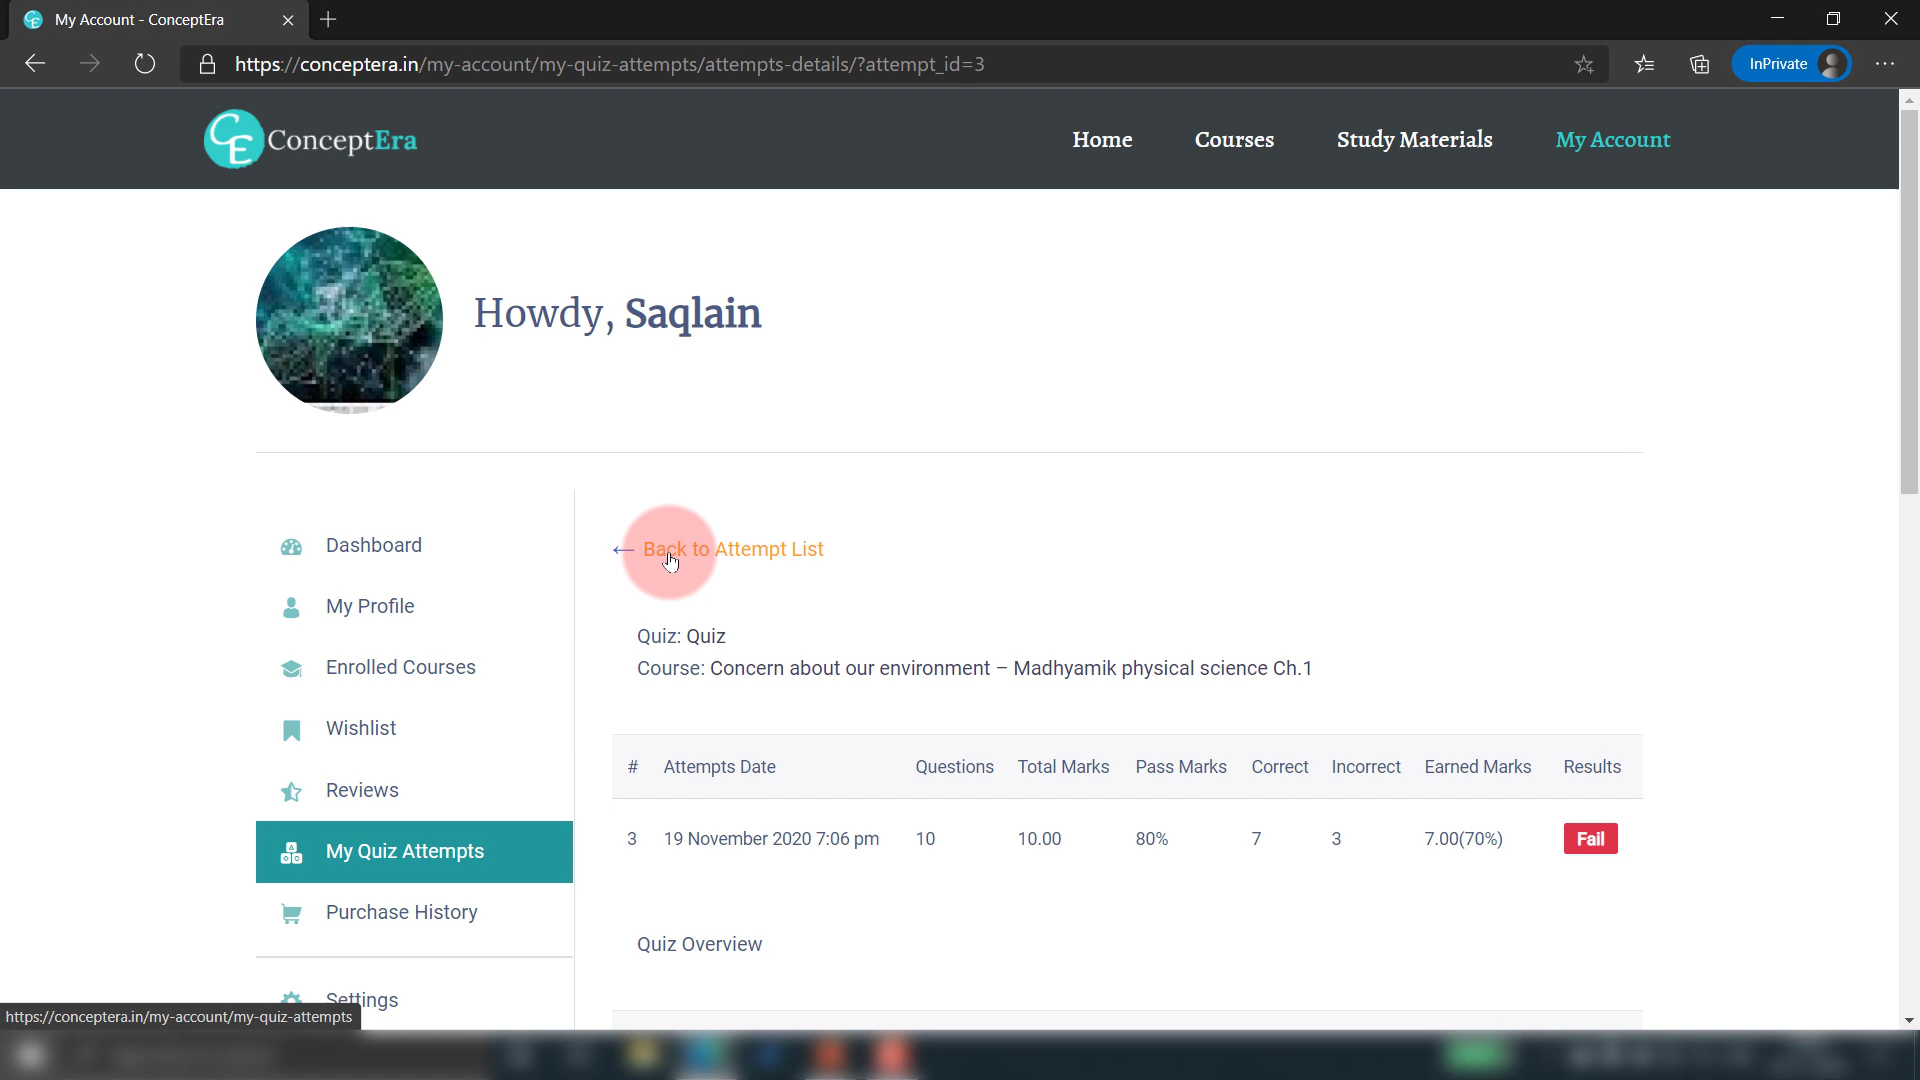 My Account - ConceptEra
https://conceptera.in/my-account/my-quiz-attempts/attempts-details/?attempt_id=3
InPrivate
CE ConceptEra
Home
Courses
Study Materials
My Account
Howdy, Saqlain
Dashboard
My Profile
Enrolled Courses
Wishlist
Reviews
My Quiz Attempts
Purchase History
Settings
← Back to Attempt List
Quiz: Quiz
Course: Concern about our environment – Madhyamik physical science Ch.1
# Attempts Date Questions Total Marks Pass Marks Correct Incorrect Earned Marks Results
3 19 November 2020 7:06 pm 10 10.00 80% 7 3 7.00(70%) Fail
Quiz Overview
https://conceptera.in/my-account/my-quiz-attempts